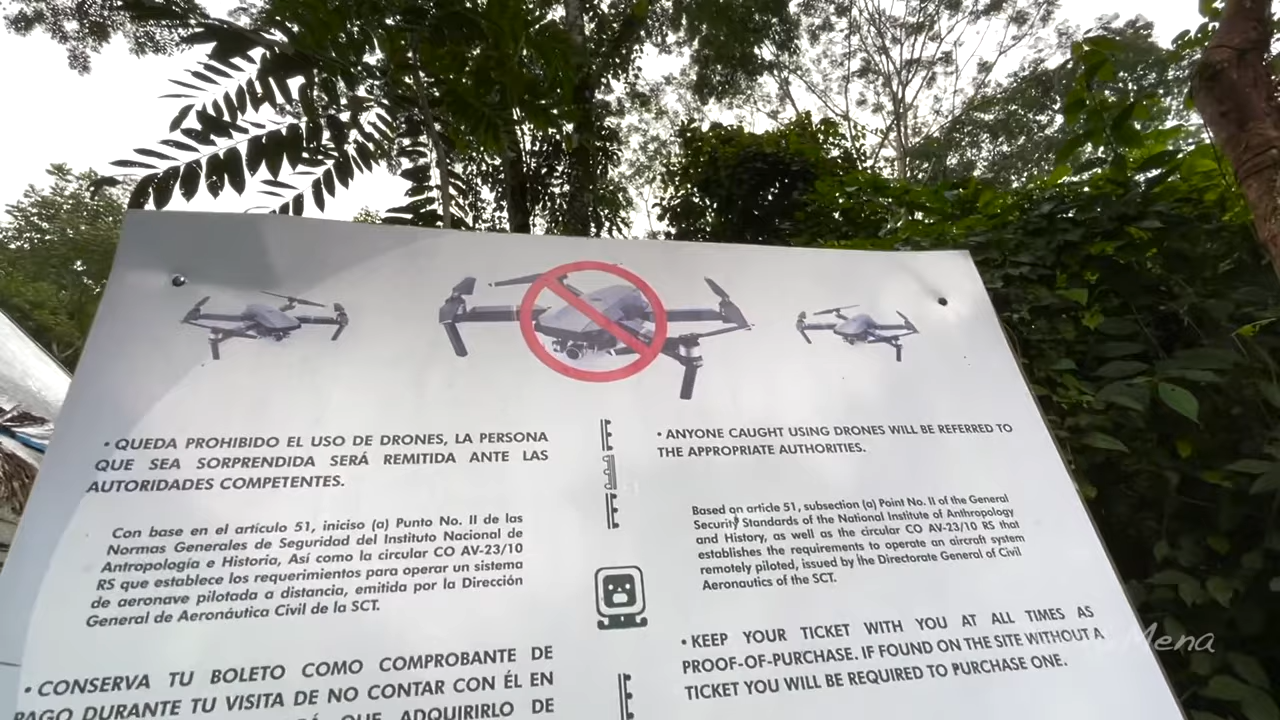 • QUEDA PROHIBIDO EL USO DE DRONES, LA PERSONA
QUE SEA SORPRENDIDA SERÁ REMITIDA ANTE LAS
AUTORIDADES COMPETENTES.
Con base en el artículo 51, iniciso (a) Punto No. II de las
Normas Generales de Seguridad del Instituto Nacional de
Antropología e Historia, Así como la circular CO AV-23/10
RS que establece los requerimientos para operar un sistema
de aeronave pilotada a distancia, emitida por la Dirección
General de Aeronáutica Civil de la SCT.
• CONSERVA TU BOLETO COMO COMPROBANTE DE
PAGO DURANTE TU VISITA DE NO CONTAR CON ÉL EN
QUE ADQUIRIRLO DE
• ANYONE CAUGHT USING DRONES WILL BE REFERRED TO
THE APPROPRIATE AUTHORITIES.
Based on article 51, subsection (a) Point No. II of the General
Security Standards of the National Institute of Anthropology
and History, as well as the circular CO AV-23/10 RS that
establishes the requirements to operate an aircraft system
remotely piloted, issued by the Directorate General of Civil
Aeronautics of the SCT.
• KEEP YOUR TICKET WITH YOU AT ALL TIMES AS
PROOF-OF-PURCHASE. IF FOUND ON THE SITE WITHOUT A
TICKET YOU WILL BE REQUIRED TO PURCHASE ONE.
Mena